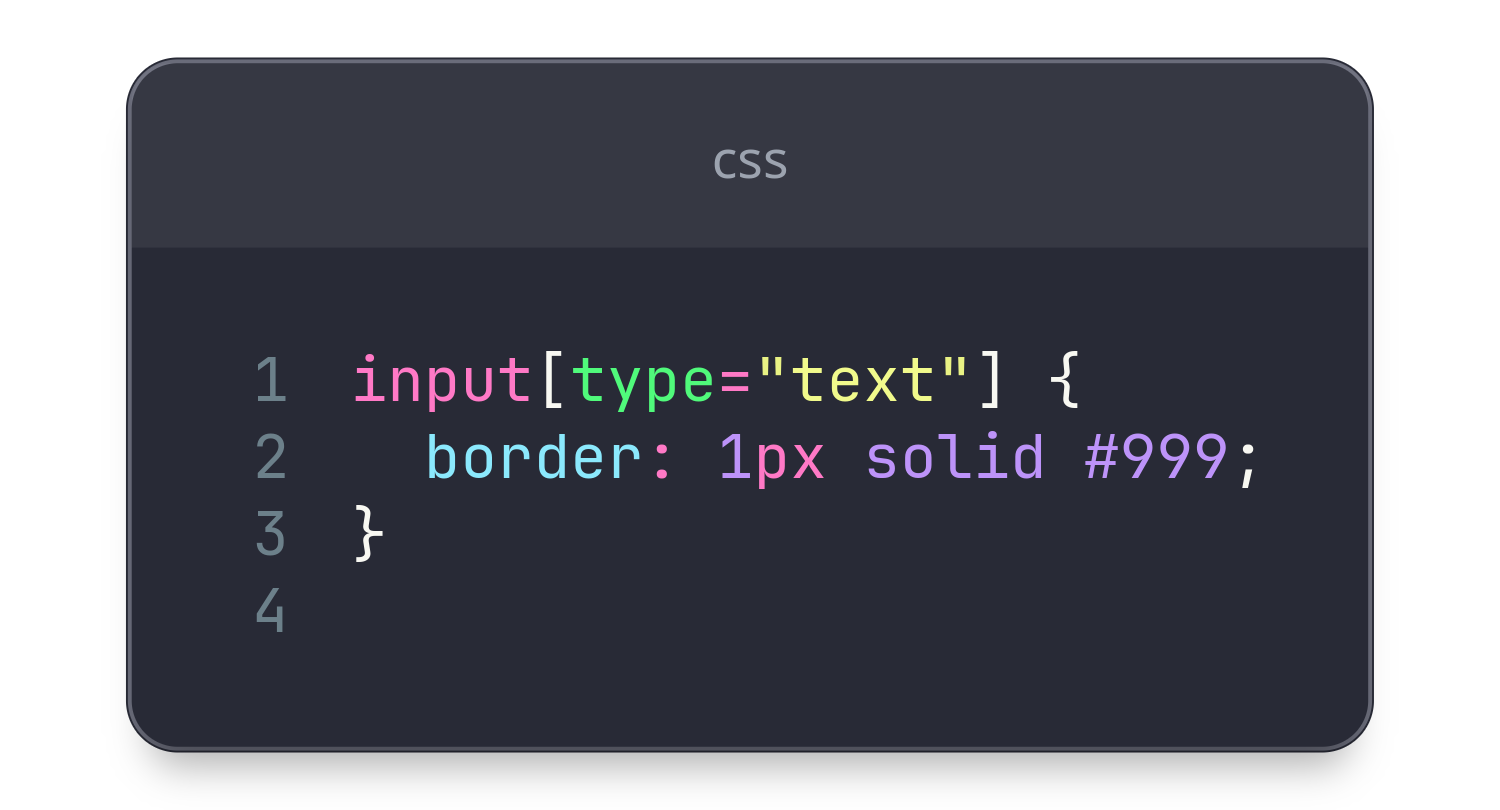 CSS
1 input[type="text"] {
2   border: 1px solid #999;
3 }
4